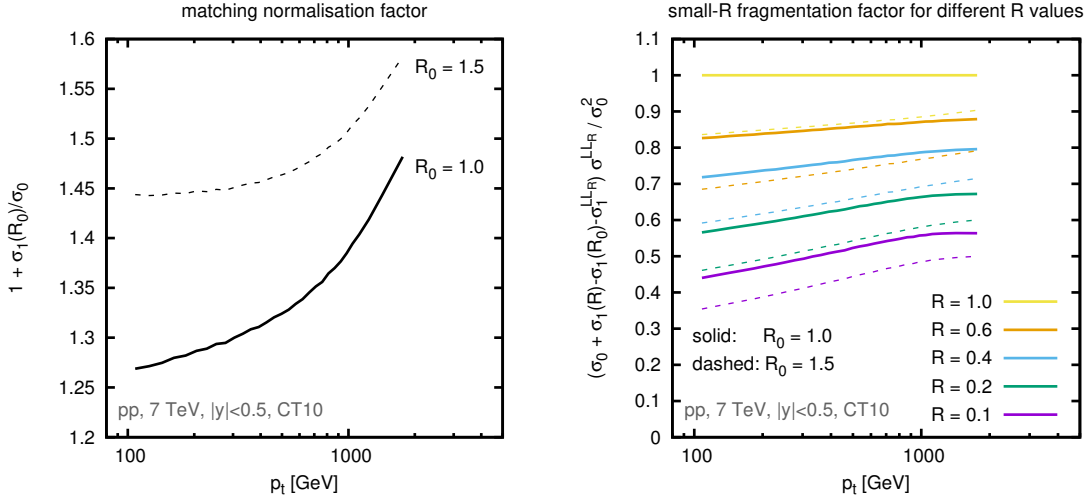 matching normalisation factor
1 + σ1(R0)/σ0
1.6
1.55
1.5
1.45
1.4
1.35
1.3
1.25
1.2
R0 = 1.5
R0 = 1.0
pp, 7 TeV, |y|<0.5, CT10
100
1000
pt [GeV]
small-R fragmentation factor for different R values
(σ0 + σ1(R)-σ1(R0)-σ1^LLR) σ^LLR / σ0^2
1.1
1
0.9
0.8
0.7
0.6
0.5
0.4
0.3
0.2
0.1
0
solid: R0 = 1.0
dashed: R0 = 1.5
R = 1.0
R = 0.6
R = 0.4
R = 0.2
R = 0.1
pp, 7 TeV, |y|<0.5, CT10
100
1000
pt [GeV]